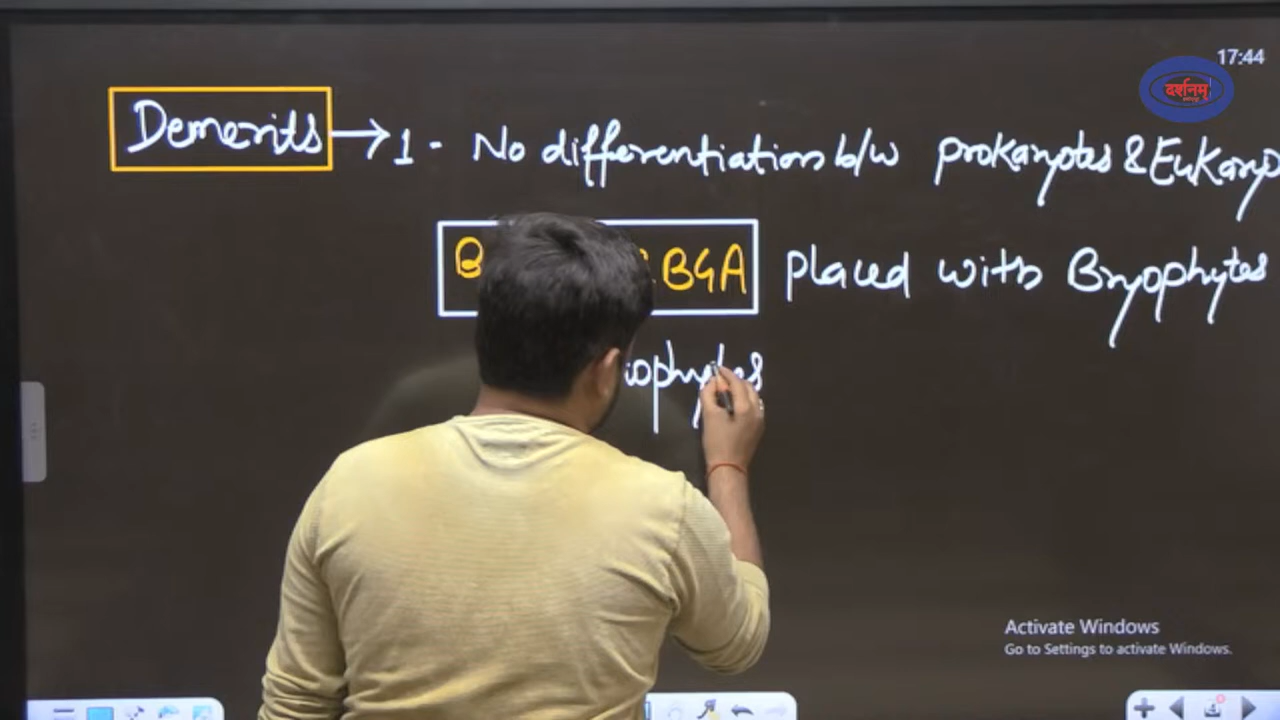 17:44
दर्शनम्
Demerits → 1 - No differentiation b/w prokaryotes & Eukaryo
B & BGA placed with Bryophytes
ophytes
Activate Windows
Go to Settings to activate Windows.